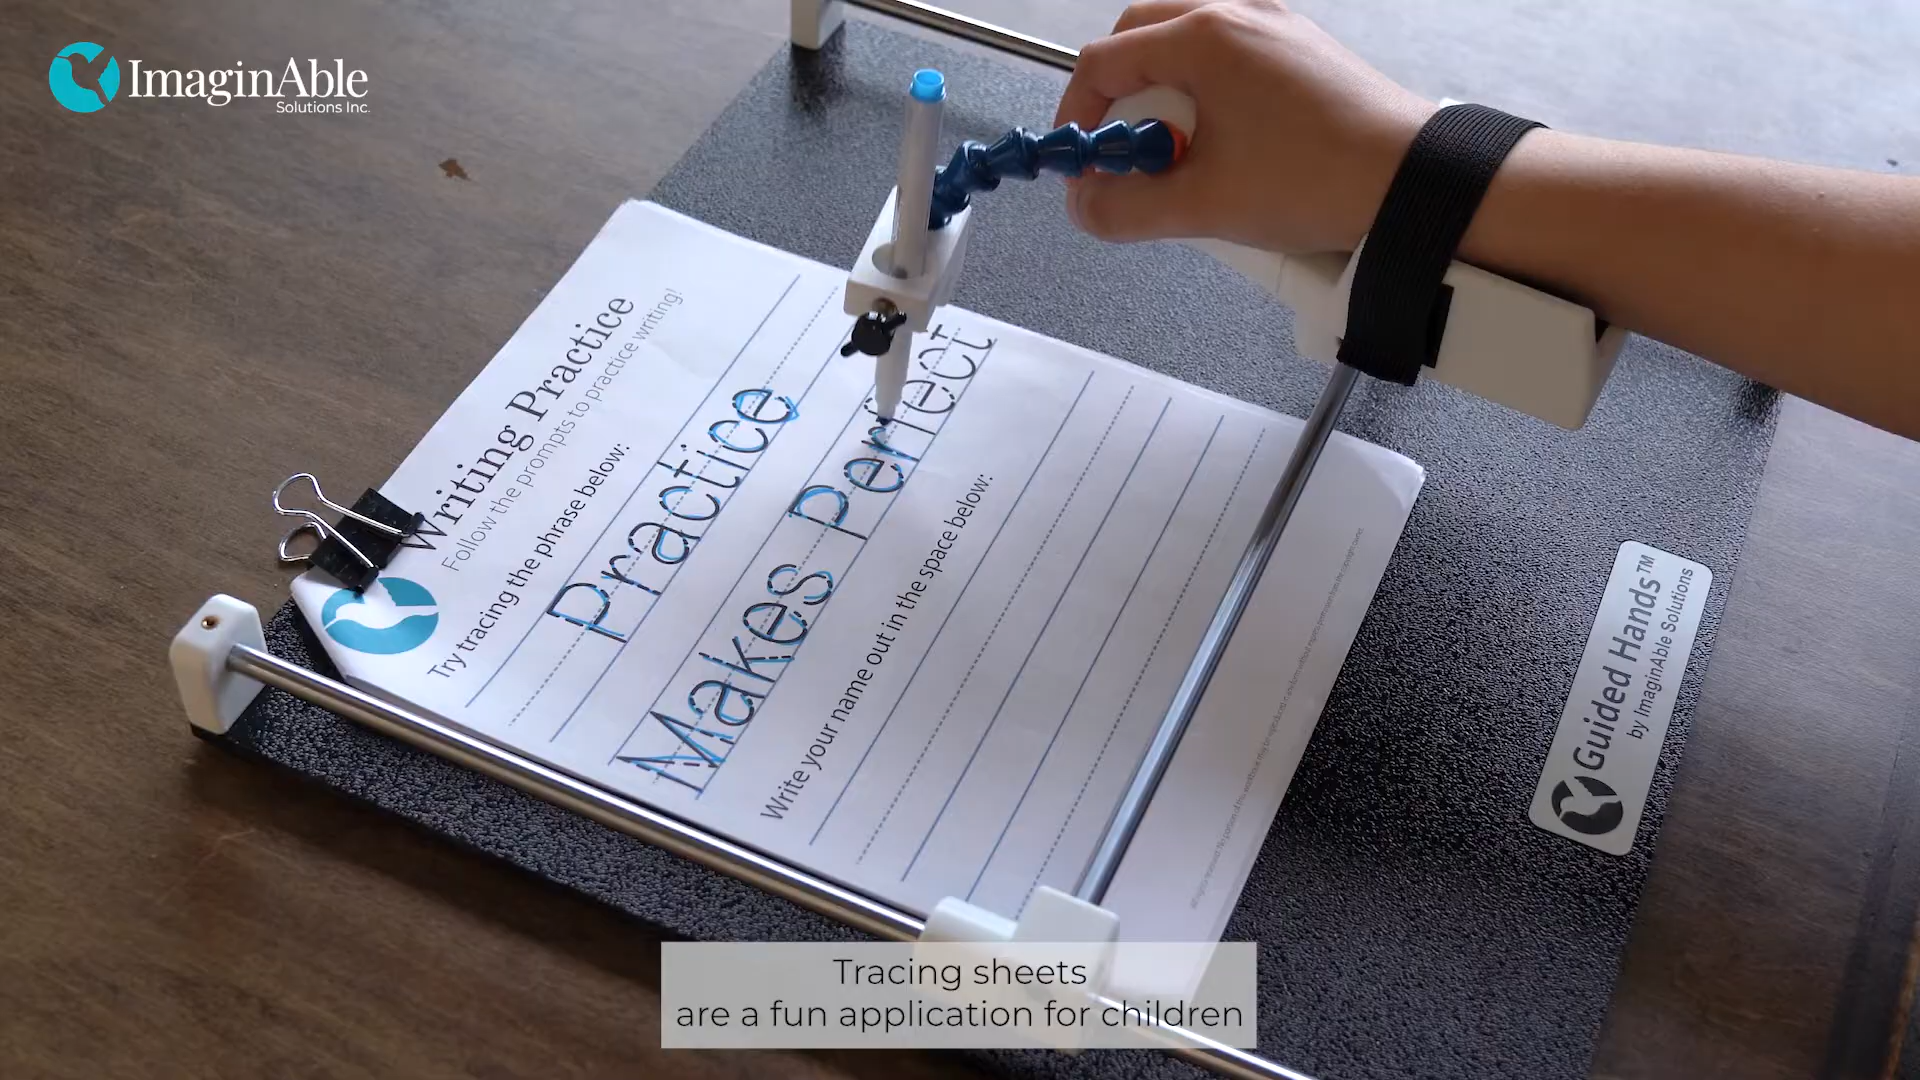 ImaginAble
Solutions Inc.
Writing Practice
Follow the prompts to practice writing!
Try tracing the phrase below:
Practice
Makes Perfect
Write your name out in the space below:
Guided Hands™
by ImaginAble Solutions
Tracing sheets
are a fun application for children